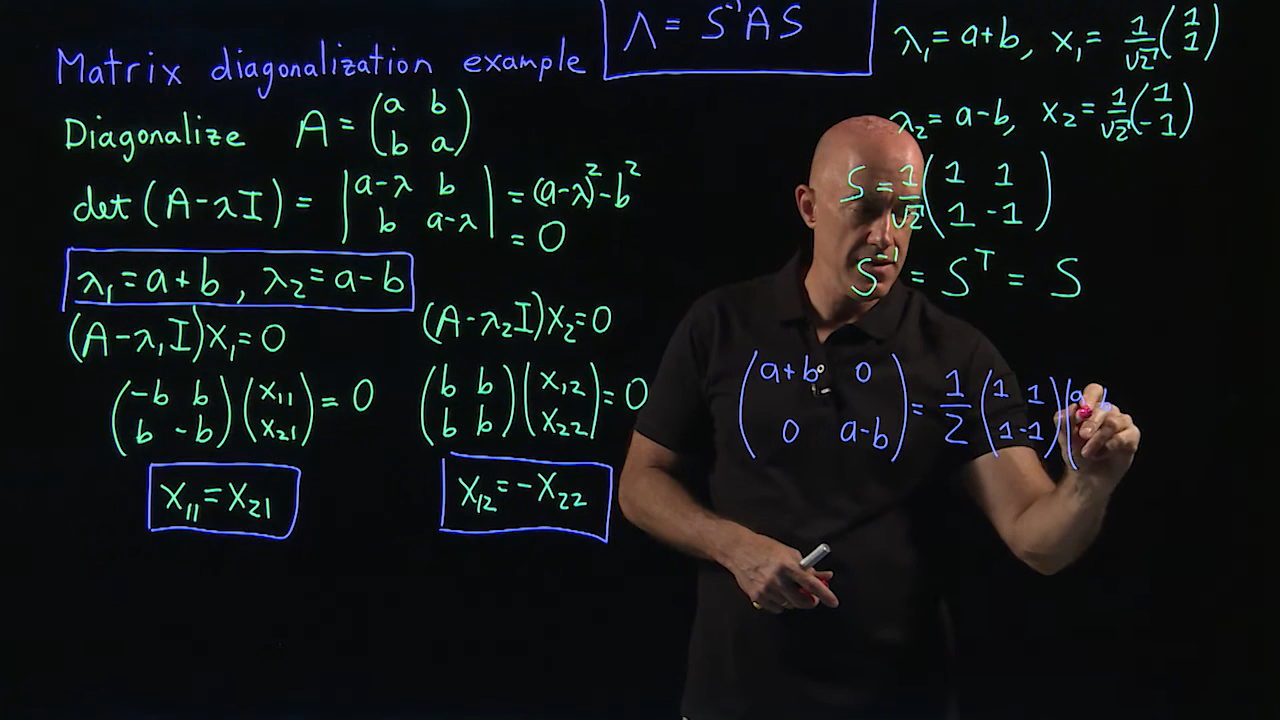 Matrix diagonalization example
Λ = S⁻¹ A S
Diagonalize A = (a b; b a)
det (A-λI) = |a-λ b; b a-λ| = (a-λ)²-b²
= 0
λ₁ = a+b , λ₂ = a-b
(A-λ₁I)x₁=0
(-b b; b -b)(x₁₁; x₂₁) = 0
x₁₁ = x₂₁
(A-λ₂I)x₂=0
(b b; b b)(x₁₂; x₂₂) = 0
x₁₂ = -x₂₂
λ₁ = a+b, x₁ = 1/√2 (1; 1)
λ₂ = a-b, x₂ = 1/√2 (1; -1)
S = 1/√2 (1 1; 1 -1)
S⁻¹ = Sᵀ = S
(a+b 0; 0 a-b) = 1/2 (1 1; 1 -1)(a b